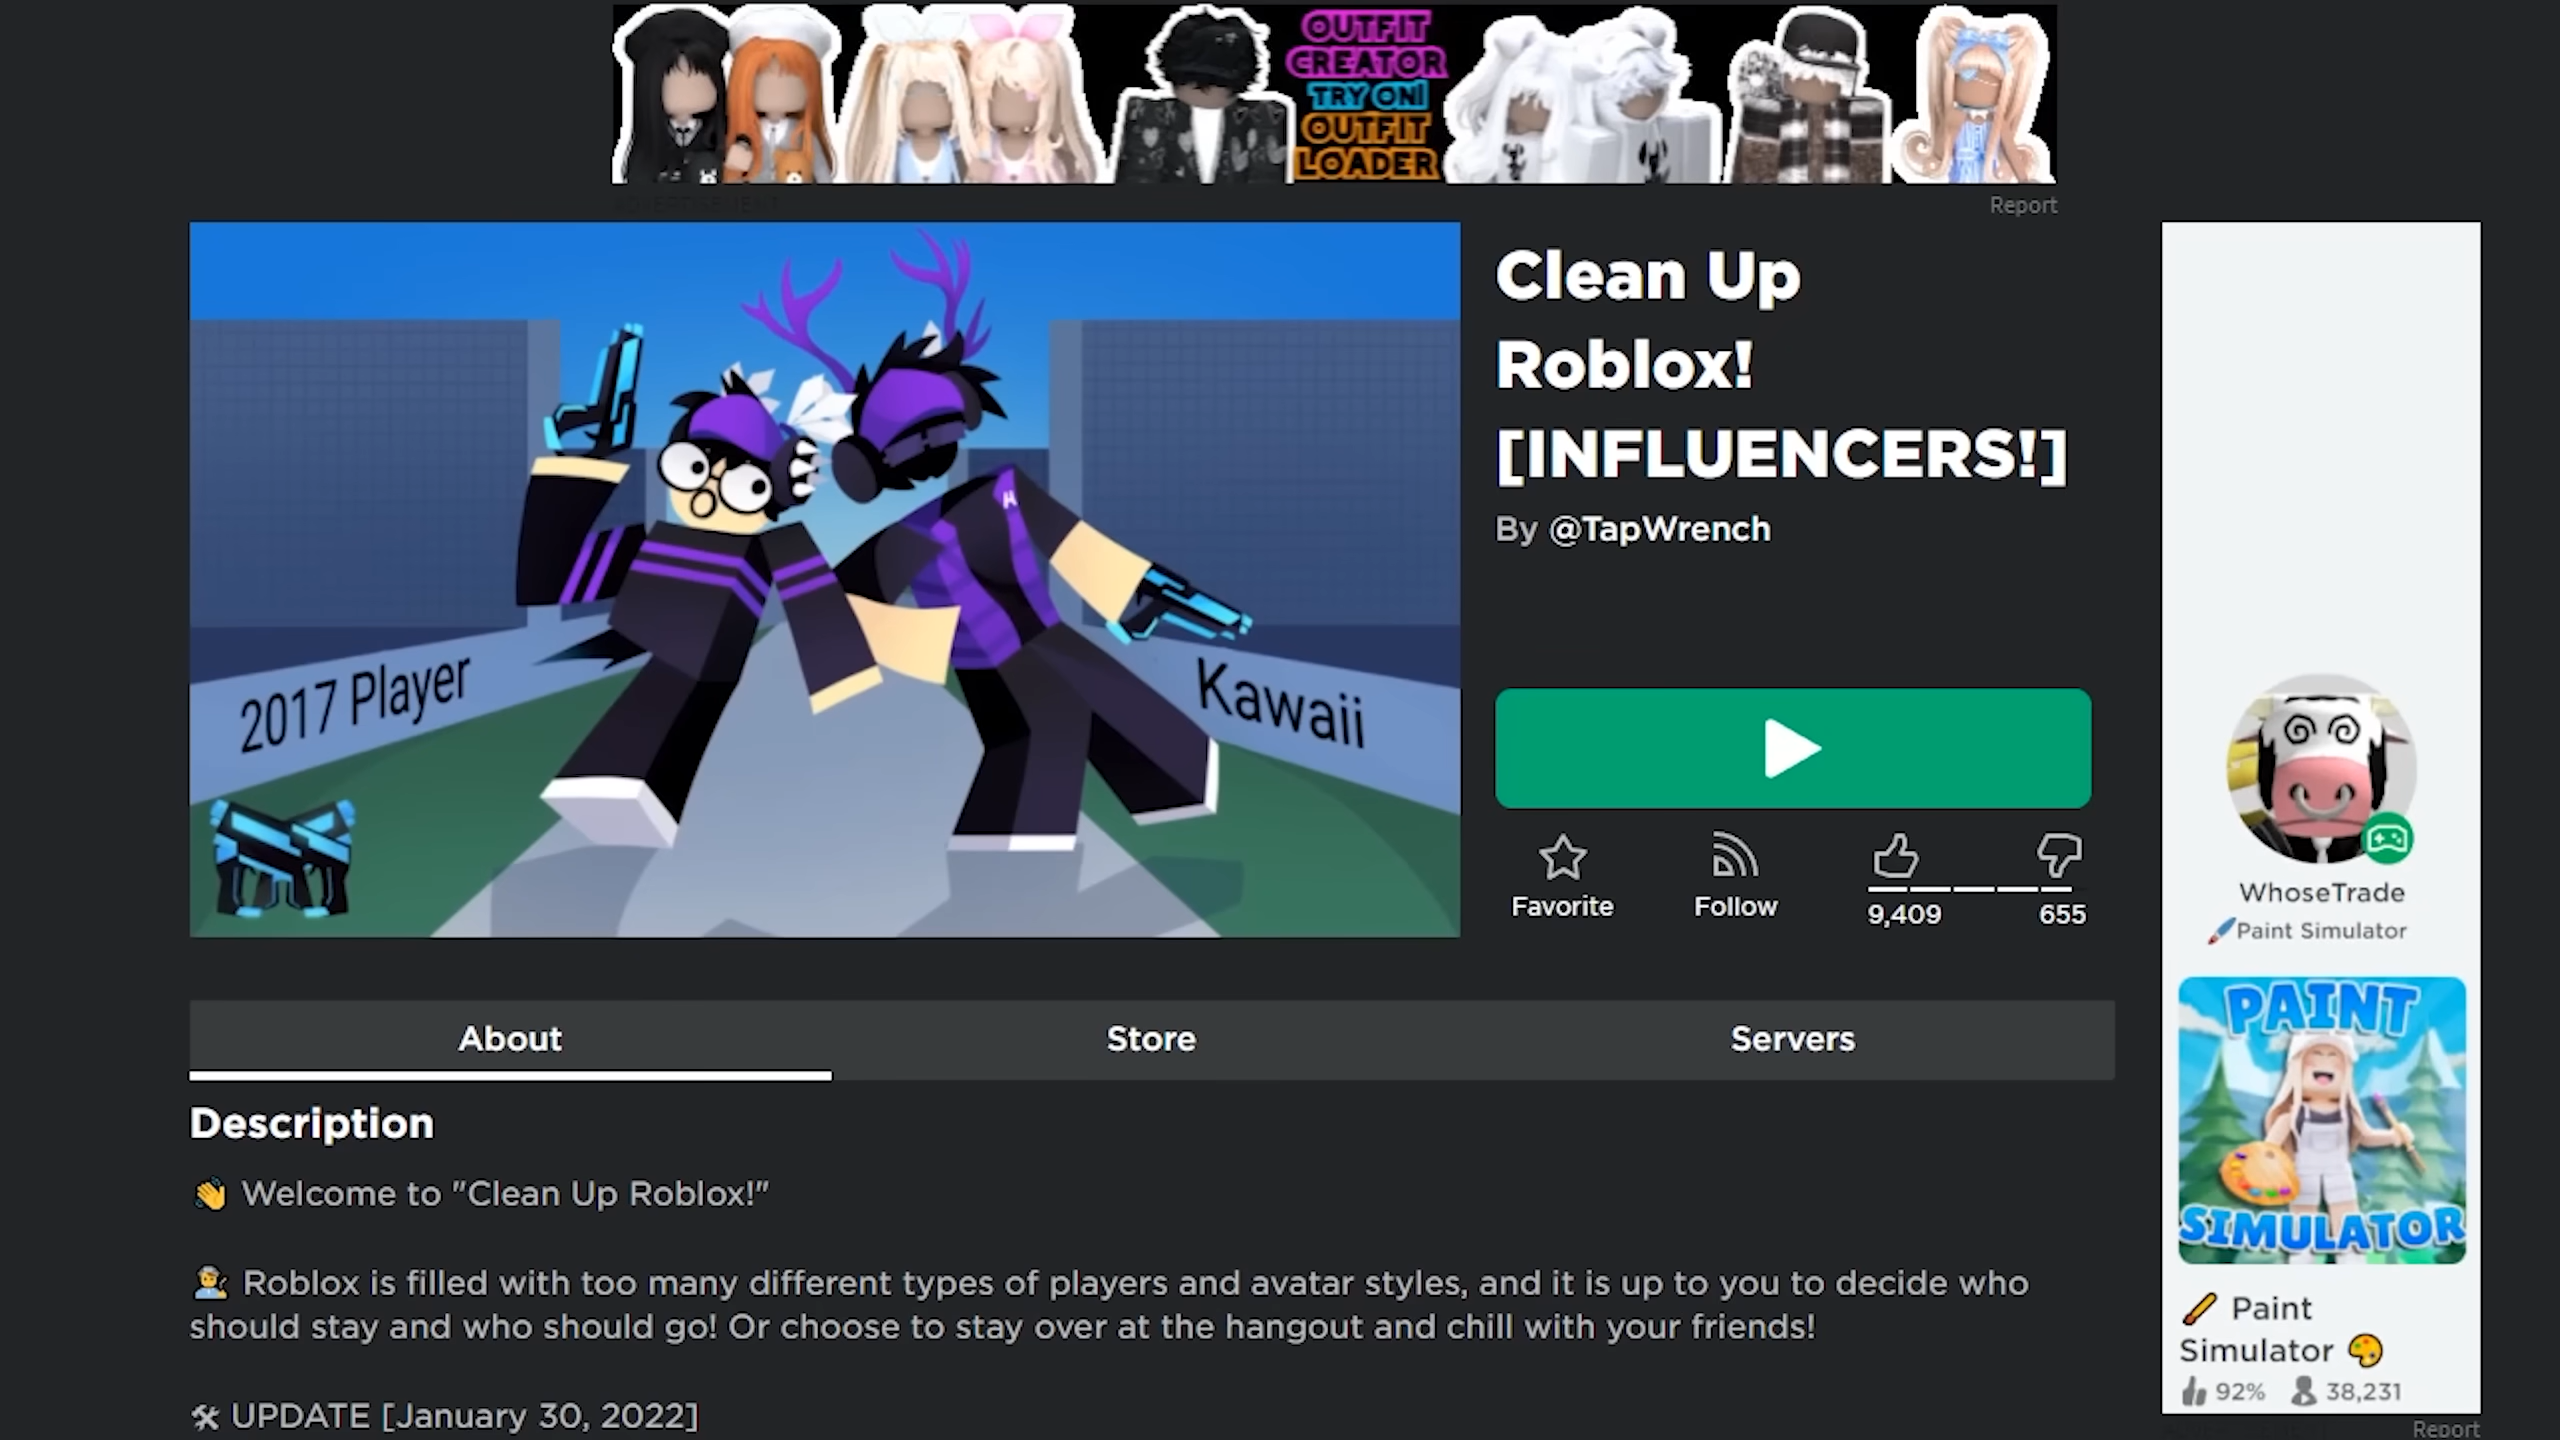 OUTFIT
CREATOR
TRY ON!
OUTFIT
LOADER
ADVERTISEMENT
Report
2017 Player
Kawaii
Clean Up
Roblox!
[INFLUENCERS!]
By @TapWrench
Favorite
Follow
9,409
655
About
Store
Servers
Description
👋 Welcome to "Clean Up Roblox!"
👨‍🔧 Roblox is filled with too many different types of players and avatar styles, and it is up to you to decide who
should stay and who should go! Or choose to stay over at the hangout and chill with your friends!
🛠 UPDATE [January 30, 2022]
WhoseTrade
🖌️Paint Simulator
PAINT
SIMULATOR
🖌️ Paint
Simulator 🎨
92% 38,231
Report